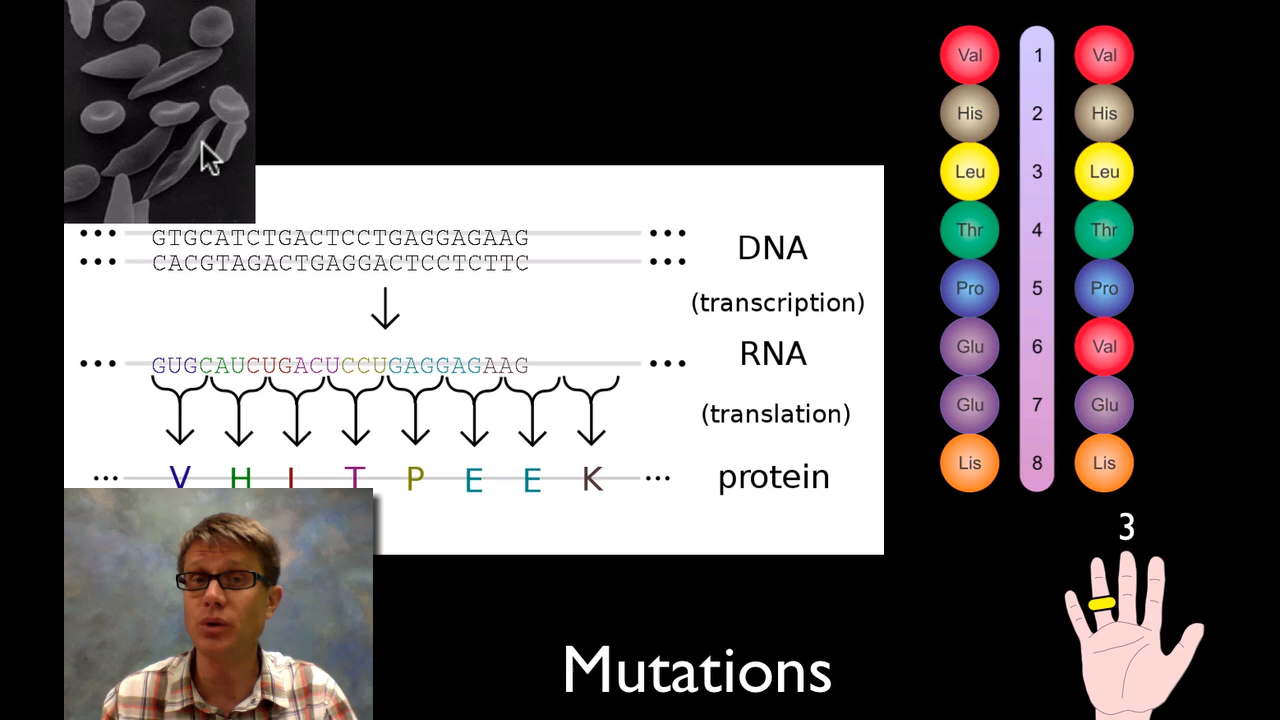 ... GTGCATCTGACTCCTGAGGAGAAG ... DNA
... CACGTAGACTGAGGACTCCTCTTC ...
(transcription)
... GUGCAUCUGACUCCUGAGGAGAAG ... RNA
(translation)
... V H L T P E E K ... protein
Val 1 Val
His 2 His
Leu 3 Leu
Thr 4 Thr
Pro 5 Pro
Glu 6 Val
Glu 7 Glu
Lis 8 Lis
3
Mutations